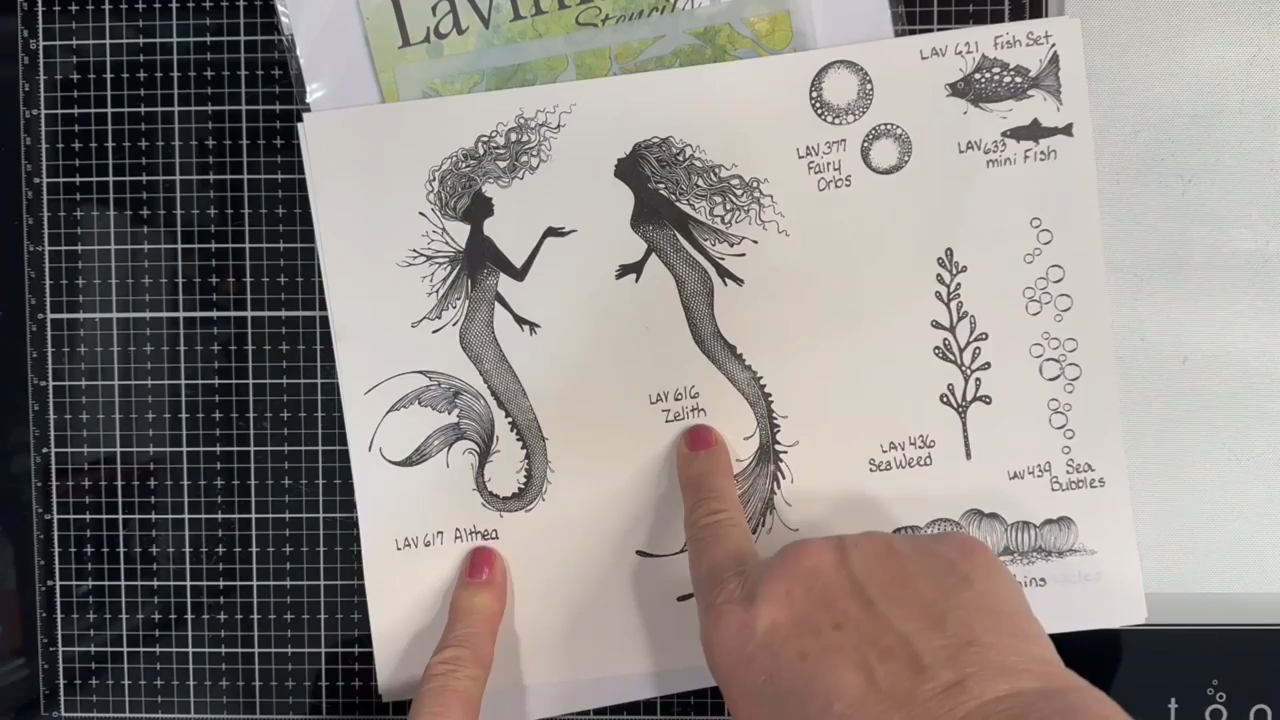 Stencils
LAV 621 Fish Set
LAV 377
Fairy
Orbs
LAV 633
mini Fish
LAV 616
Zelith
LAV 436
Sea Weed
LAV 439 Sea
Bubbles
LAV 617 Althea